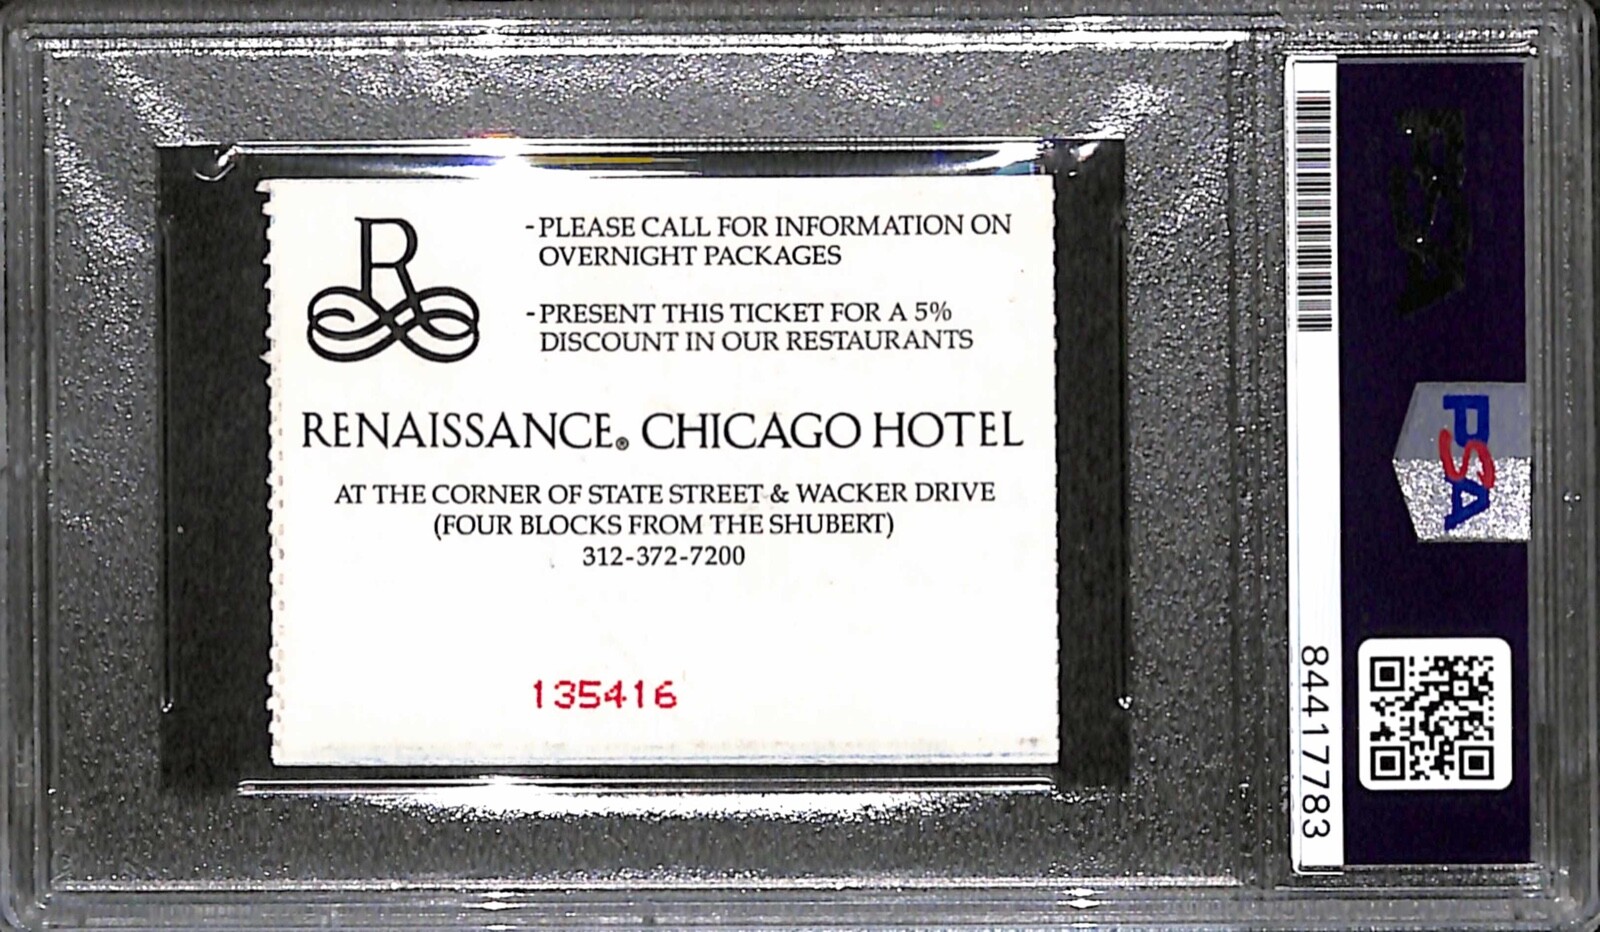 R
-PLEASE CALL FOR INFORMATION ON
OVERNIGHT PACKAGES
-PRESENT THIS TICKET FOR A 5%
DISCOUNT IN OUR RESTAURANTS
RENAISSANCE® CHICAGO HOTEL
AT THE CORNER OF STATE STREET & WACKER DRIVE
(FOUR BLOCKS FROM THE SHUBERT)
312-372-7200
135416
84417783
PSA
PSA